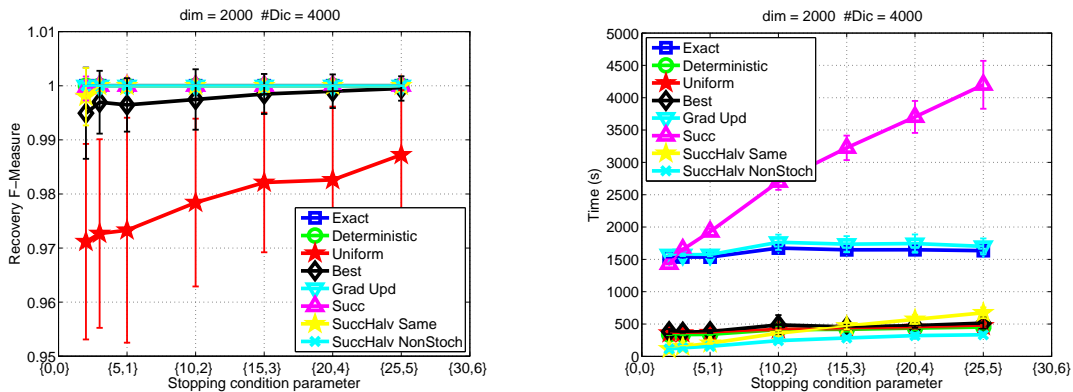 dim = 2000 #Dic = 4000
1.01
1
0.99
0.98
0.97
0.96
0.95
Recovery F−Measure
Exact
Deterministic
Uniform
Best
Grad Upd
Succ
SuccHalv Same
SuccHalv NonStoch
{0,0} {5,1} {10,2} {15,3} {20,4} {25,5} {30,6}
Stopping condition parameter
dim = 2000 #Dic = 4000
5000
4500
4000
3500
3000
2500
2000
1500
1000
500
0
Time (s)
Exact
Deterministic
Uniform
Best
Grad Upd
Succ
SuccHalv Same
SuccHalv NonStoch
{0,0} {5,1} {10,2} {15,3} {20,4} {25,5} {30,6}
Stopping condition parameter